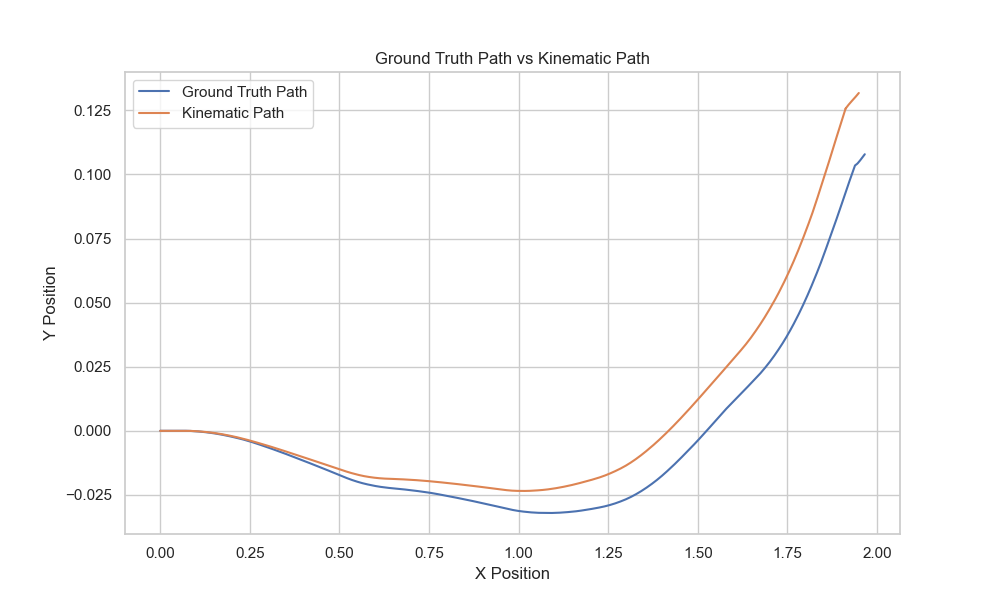 Ground Truth Path vs Kinematic Path
Ground Truth Path
Kinematic Path
0.125
0.100
0.075
0.050
0.025
0.000
−0.025
Y Position
0.00 0.25 0.50 0.75 1.00 1.25 1.50 1.75 2.00
X Position